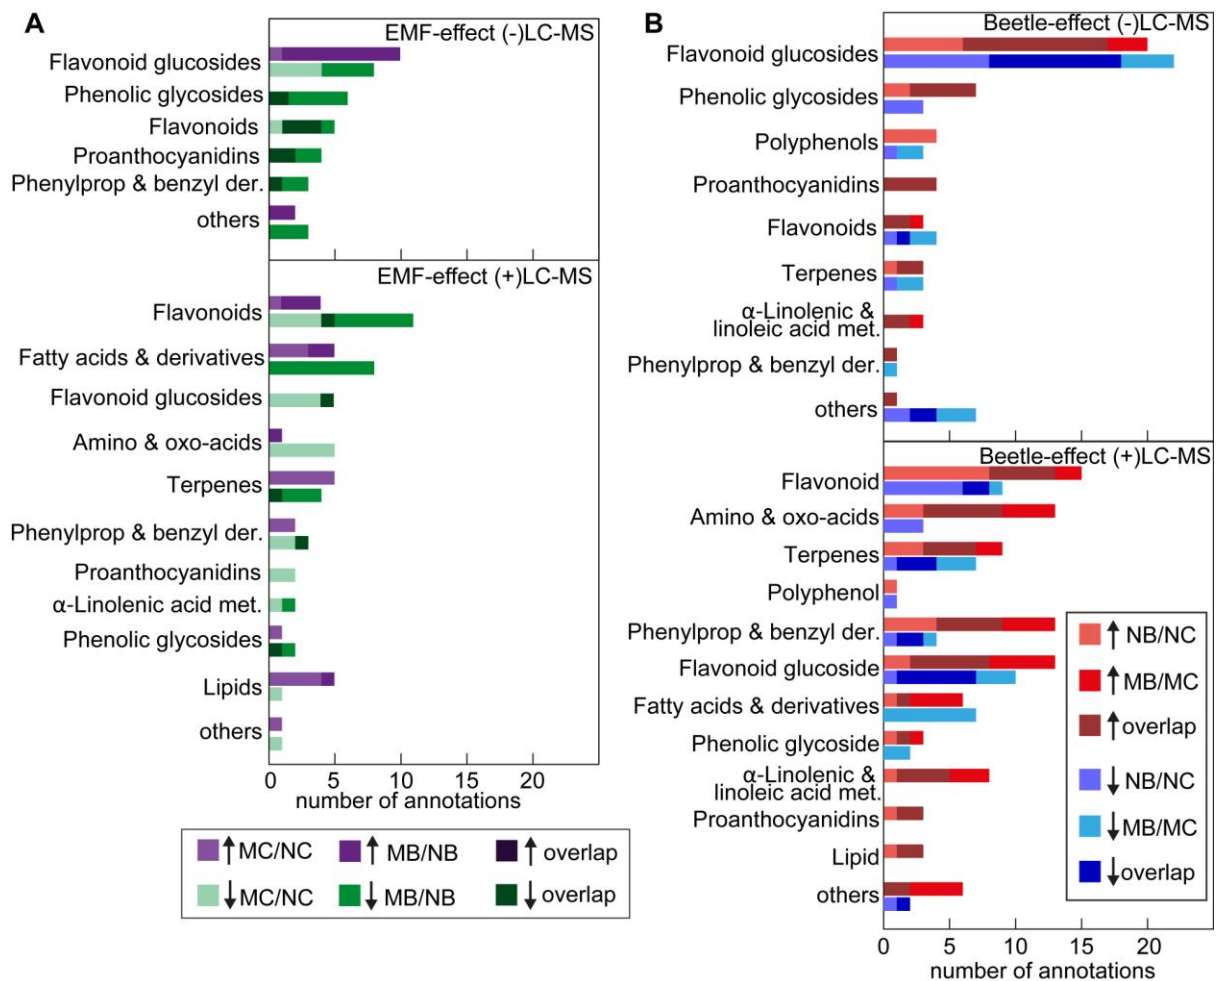 A
EMF-effect (-)LC-MS
Flavonoid glucosides
Phenolic glycosides
Flavonoids
Proanthocyanidins
Phenylprop & benzyl der.
others
EMF-effect (+)LC-MS
Flavonoids
Fatty acids & derivatives
Flavonoid glucosides
Amino & oxo-acids
Terpenes
Phenylprop & benzyl der.
Proanthocyanidins
α-Linolenic acid met.
Phenolic glycosides
Lipids
others
0 5 10 15 20
number of annotations
↑ MC/NC ↑ MB/NB ↑ overlap
↓ MC/NC ↓ MB/NB ↓ overlap
B
Beetle-effect (-)LC-MS
Flavonoid glucosides
Phenolic glycosides
Polyphenols
Proanthocyanidins
Flavonoids
Terpenes
α-Linolenic &
linoleic acid met.
Phenylprop & benzyl der.
others
Beetle-effect (+)LC-MS
Flavonoid
Amino & oxo-acids
Terpenes
Polyphenol
Phenylprop & benzyl der.
Flavonoid glucoside
Fatty acids & derivatives
Phenolic glycoside
α-Linolenic &
linoleic acid met.
Proanthocyanidins
Lipid
others
0 5 10 15 20
number of annotations
↑ NB/NC
↑ MB/MC
↑ overlap
↓ NB/NC
↓ MB/MC
↓ overlap